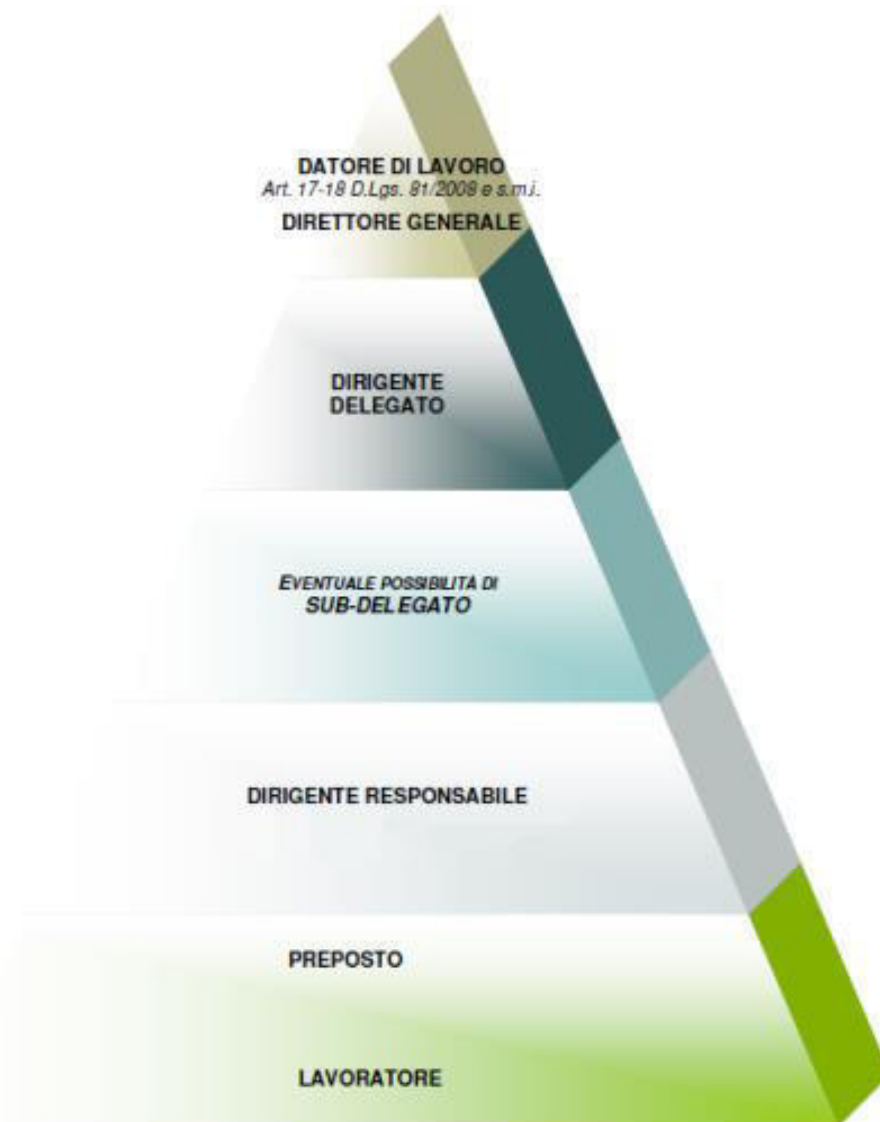 DATORE DI LAVORO
Art. 17-18 D.Lgs. 81/2008 e s.m.i.
DIRETTORE GENERALE
DIRIGENTE
DELEGATO
EVENTUALE POSSIBILITÀ DI
SUB-DELEGATO
DIRIGENTE RESPONSABILE
PREPOSTO
LAVORATORE